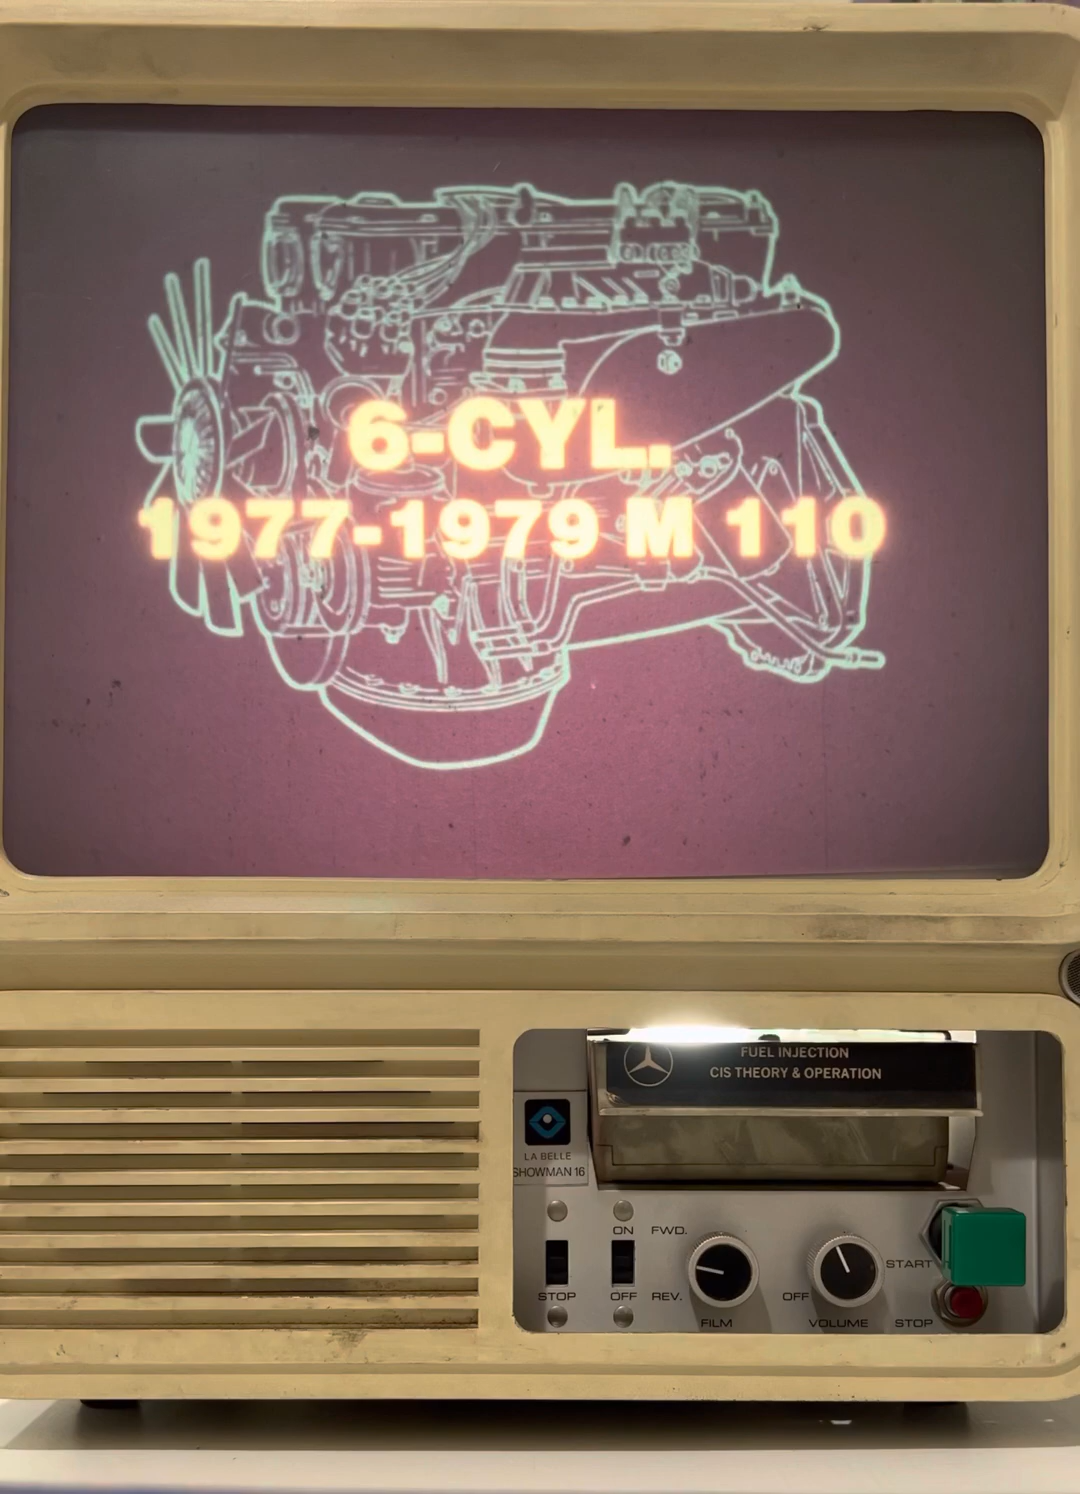 6-CYL.
1977-1979 M 110
FUEL INJECTION
CIS THEORY & OPERATION
LA BELLE
SHOWMAN 16
ON FWD.
START
STOP OFF REV. OFF
FILM VOLUME STOP